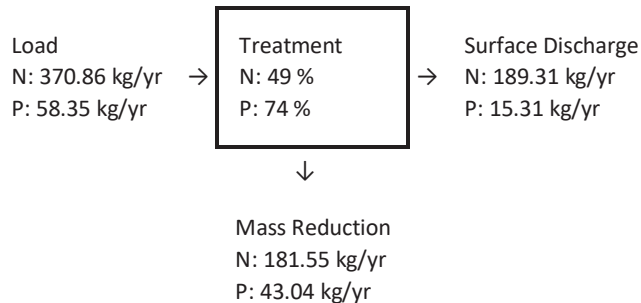 Load
N: 370.86 kg/yr
P: 58.35 kg/yr
→
Treatment
N: 49 %
P: 74 %
→
Surface Discharge
N: 189.31 kg/yr
P: 15.31 kg/yr
↓
Mass Reduction
N: 181.55 kg/yr
P: 43.04 kg/yr